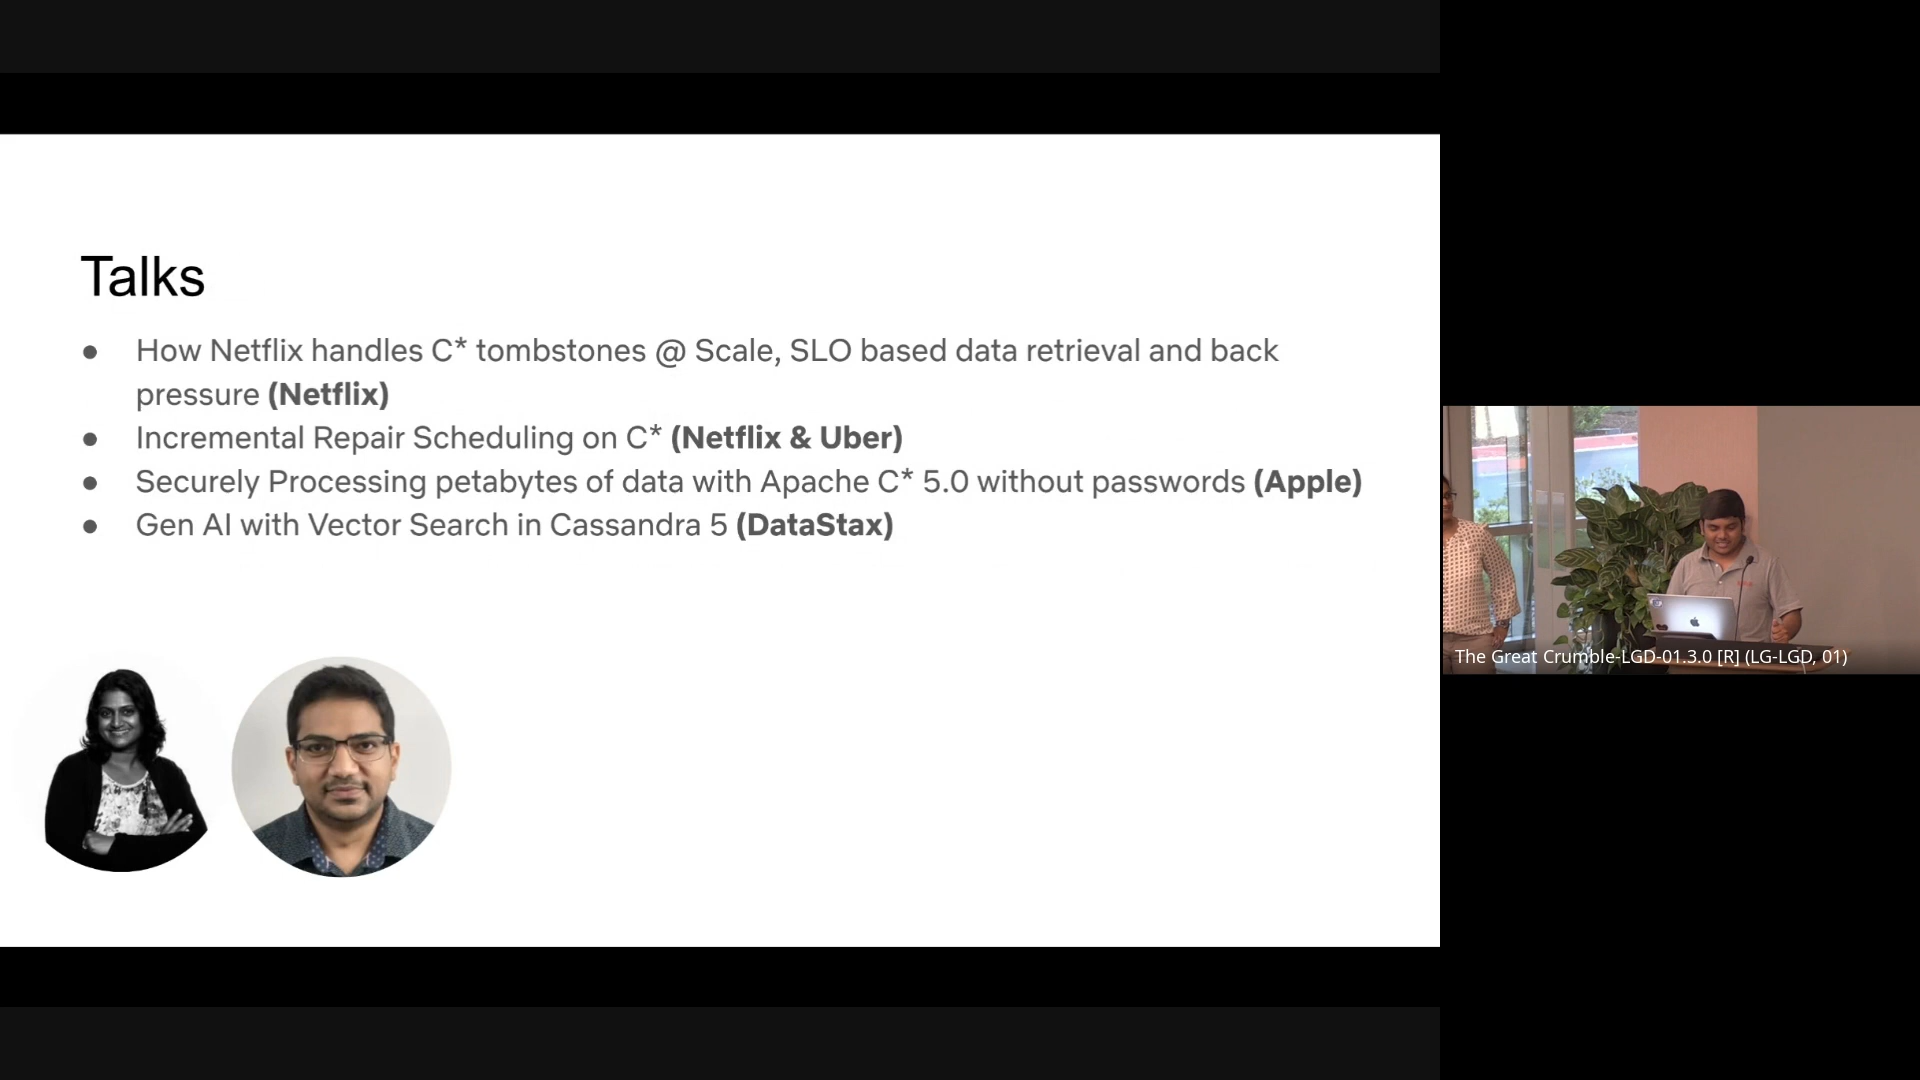 Talks
● How Netflix handles C* tombstones @ Scale, SLO based data retrieval and back
pressure (Netflix)
● Incremental Repair Scheduling on C* (Netflix & Uber)
● Securely Processing petabytes of data with Apache C* 5.0 without passwords (Apple)
● Gen AI with Vector Search in Cassandra 5 (DataStax)
The Great Crumble-LGD-01.3.0 [R] (LG-LGD, 01)